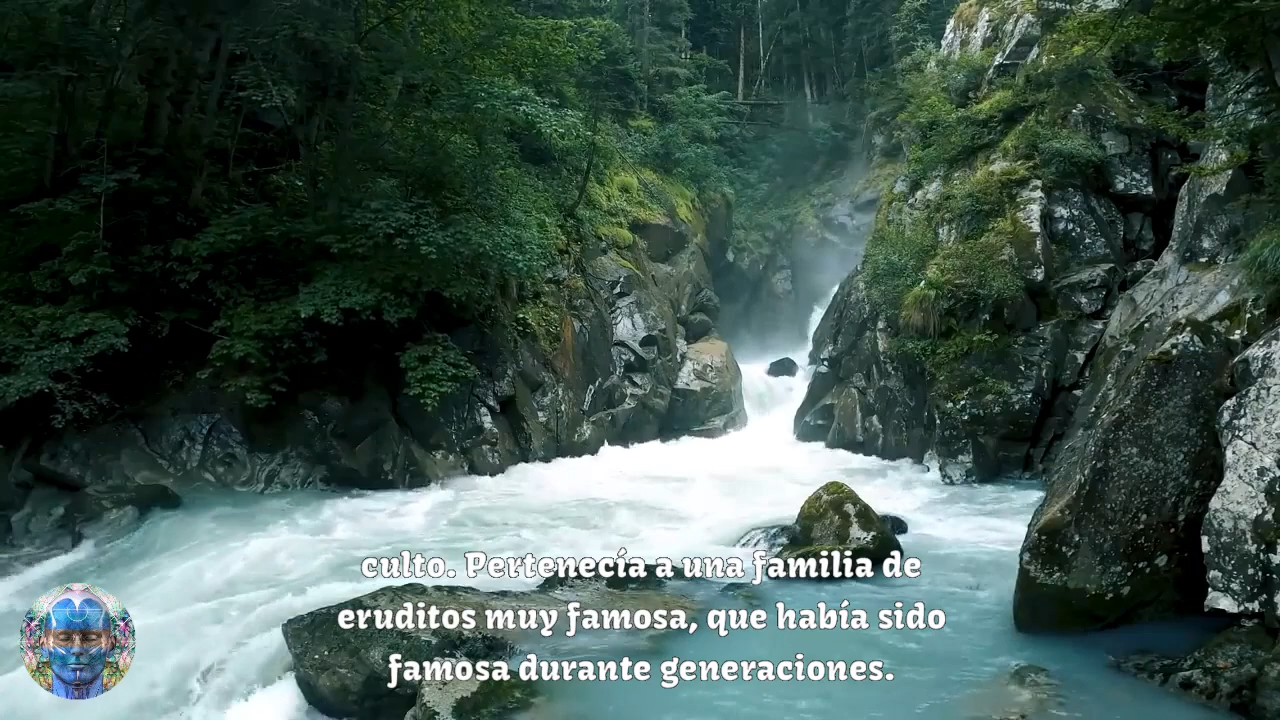 culto. Pertenecía a una familia de
eruditos muy famosa, que había sido
famosa durante generaciones.